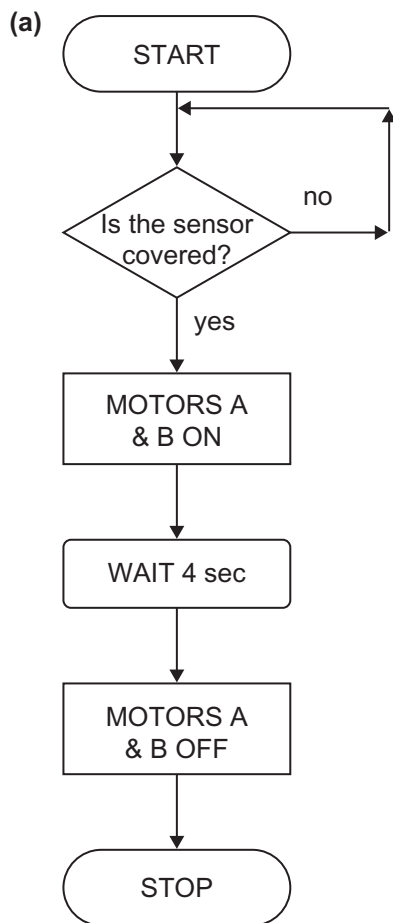 (a)
START
no
Is the sensor
covered?
yes
MOTORS A
& B ON
WAIT 4 sec
MOTORS A
& B OFF
STOP